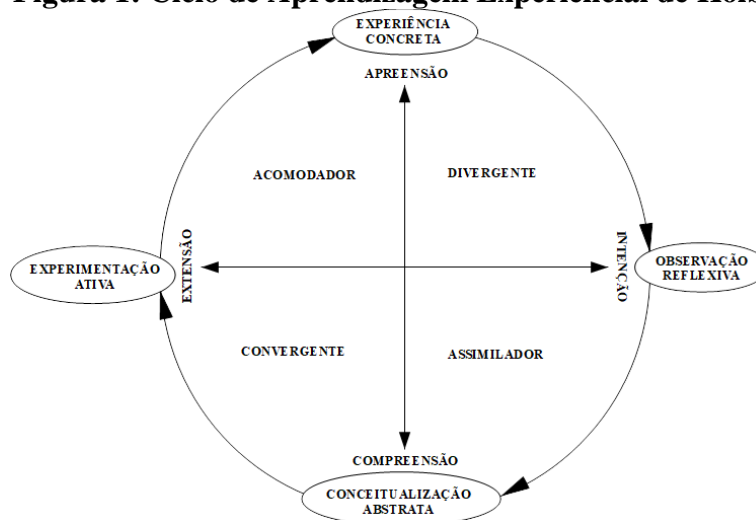 Figura 1: Ciclo de Aprendizagem Experiencial de Kolb
EXPERIÊNCIA
CONCRETA
APREENSÃO
ACOMODADOR
DIVERGENTE
EXTENSÃO
INTENÇÃO
EXPERIMENTAÇÃO
ATIVA
OBSERVAÇÃO
REFLEXIVA
CONVERGENTE
ASSIMILADOR
COMPREENSÃO
CONCEITUALIZAÇÃO
ABSTRATA